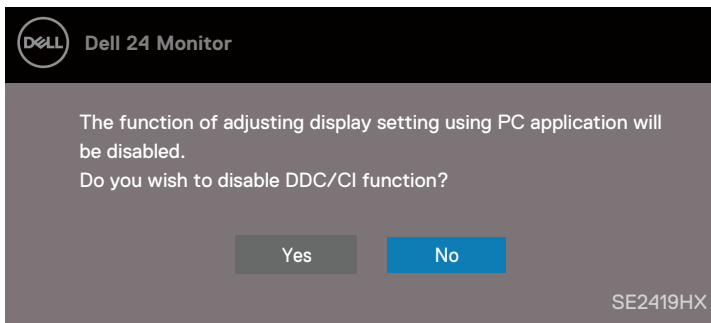 DELL
Dell 24 Monitor
The function of adjusting display setting using PC application will
be disabled.
Do you wish to disable DDC/CI function?
Yes
No
SE2419HX